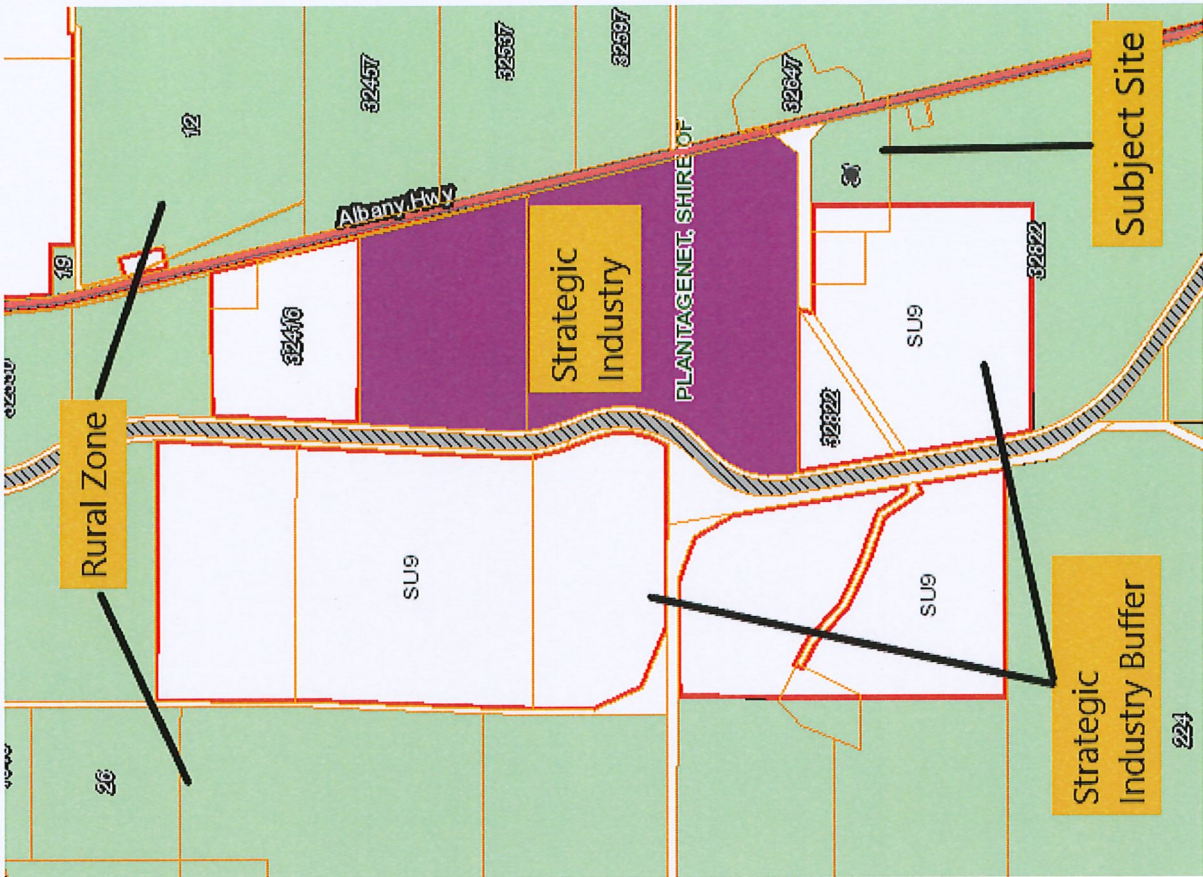 Rural Zone
26
19
12
32416
Albany Hwy
32457
SU9
32537
Strategic
Industry
32597
PLANTAGENET, SHIRE OF
32647
32822
SU9
SU9
32822
Strategic
Industry Buffer
Subject Site
224